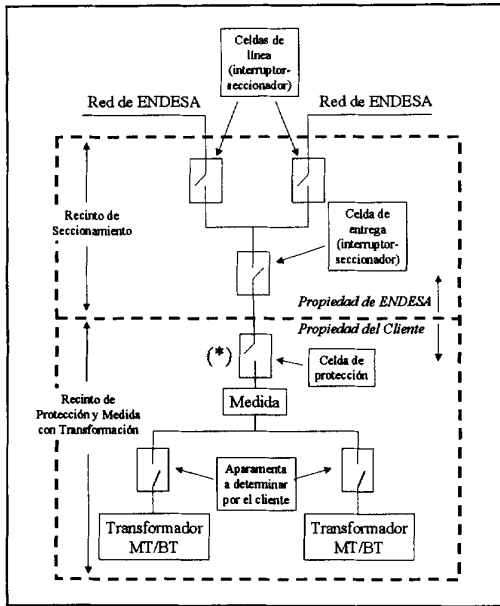 Celdas de
línea
(interruptor-
seccionador)
Red de ENDESA
Red de ENDESA
Recinto de
Seccionamiento
Celda de
entrega
(interruptor-
seccionador)
Propiedad de ENDESA
Propiedad del Cliente
(*)
Celda de
protección
Recinto de
Protección y Medida
con Transformación
Medida
Aparamenta
a determinar
por el cliente
Transformador
MT/BT
Transformador
MT/BT